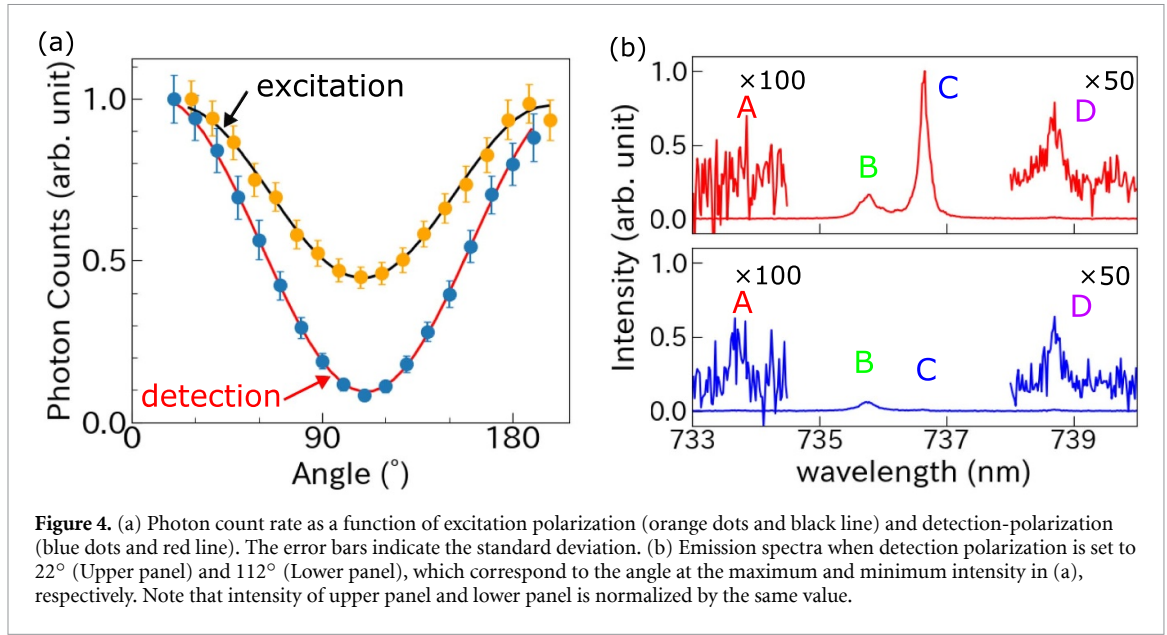 (a)
Photon Counts (arb. unit)
1.0
0.5
0.0
excitation
detection
0 90 180
Angle (°)
(b)
Intensity (arb. unit)
1.0
0.5
0.0
×100
A
B
C
×50
D
1.0
0.5
0.0
×100
A
B
C
×50
D
733 735 737 739
wavelength (nm)
Figure 4. (a) Photon count rate as a function of excitation polarization (orange dots and black line) and detection-polarization
(blue dots and red line). The error bars indicate the standard deviation. (b) Emission spectra when detection polarization is set to
22° (Upper panel) and 112° (Lower panel), which correspond to the angle at the maximum and minimum intensity in (a),
respectively. Note that intensity of upper panel and lower panel is normalized by the same value.